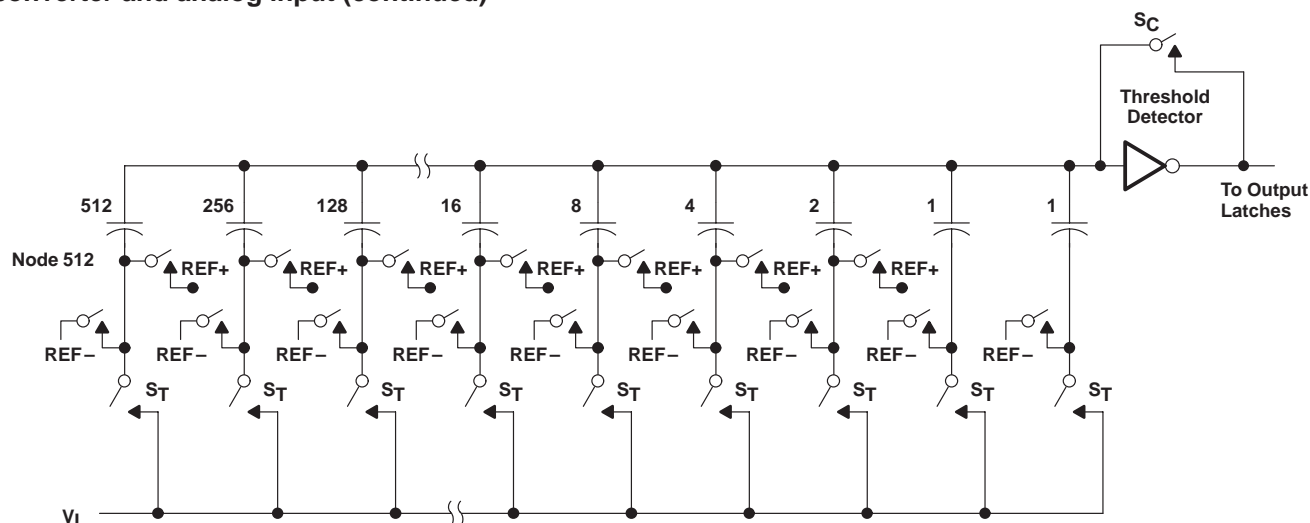 converter and analog input (continued)
SC
Threshold
Detector
To Output
Latches
512 256 128 16 8 4 2 1 1
Node 512
REF+ REF+ REF+ REF+ REF+ REF+ REF+
REF– REF– REF– REF– REF– REF– REF– REF– REF–
ST ST ST ST ST ST ST ST ST
VI